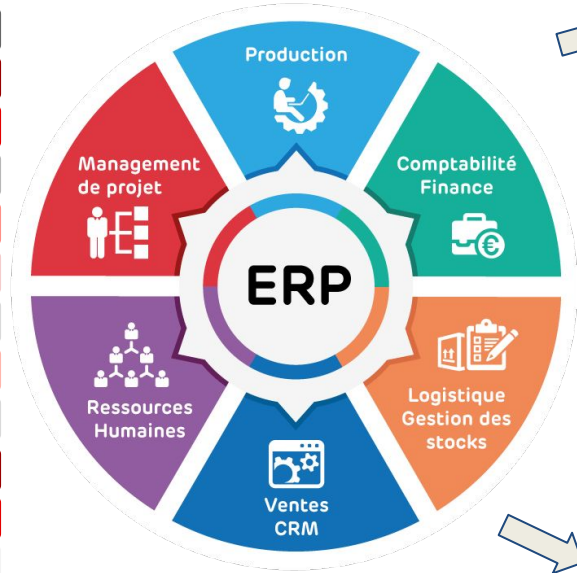 Production
Comptabilité
Finance
Logistique
Gestion des
stocks
Ventes
CRM
Ressources
Humaines
Management
de projet
ERP